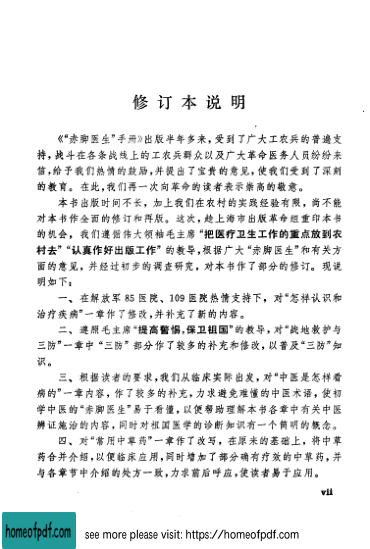 修订本说明
《“赤脚医生”手册》出版半年多来，受到了广大工农兵的普遍支
持，战斗在各条战线上的工农兵群众以及广大革命医务人员纷纷来
信，给予我们热情的鼓励，并提出了宝贵的意见，使我们受到了深刻
的教育。在此，我们再一次向革命的读者表示崇高的敬意。
本书出版时间不长，加上我们在农村的实践经验有限，尚不能
对本书作全面的修订和再版。这次，趁上海市出版革命组重印本书
的机会，我们遵循伟大领袖毛主席“把医疗卫生工作的重点放到农
村去”“认真作好出版工作”的教导，根据广大“赤脚医生”和有关方
面的意见，并经过初步的调查研究，对本书作了部分的修订。现说
明如下：
一、在解放军 85 医院、109 医院热情支持下，对“怎样认识和
治疗疾病”一章作了修改，并补充了新的内容。
二、遵照毛主席“提高警惕，保卫祖国”的教导，对“战地救护与
三防”一章中“三防”部分作了较多的补充和修改，以普及“三防”知
识。
三、根据读者的要求，我们从临床实际出发，对“中医是怎样看
病的”一章内容，作了较多的补充，力求避免难懂的中医术语，使初
学中医的“赤脚医生”易于看懂，以便帮助理解本书各章中有关中医
辨证施治的内容，同时对祖国医学的诊断知识有一个简明的概念。
四、对“常用中草药”一章作了改写，在原来的基础上，将中草
药合并介绍，以便临床应用，同时增加了部分确有疗效的中草药，并
与各章节中介绍的处方一致，力求前后呼应，使读者易于应用。
vii
homeofpdf.com
see more please visit: https://homeofpdf.com